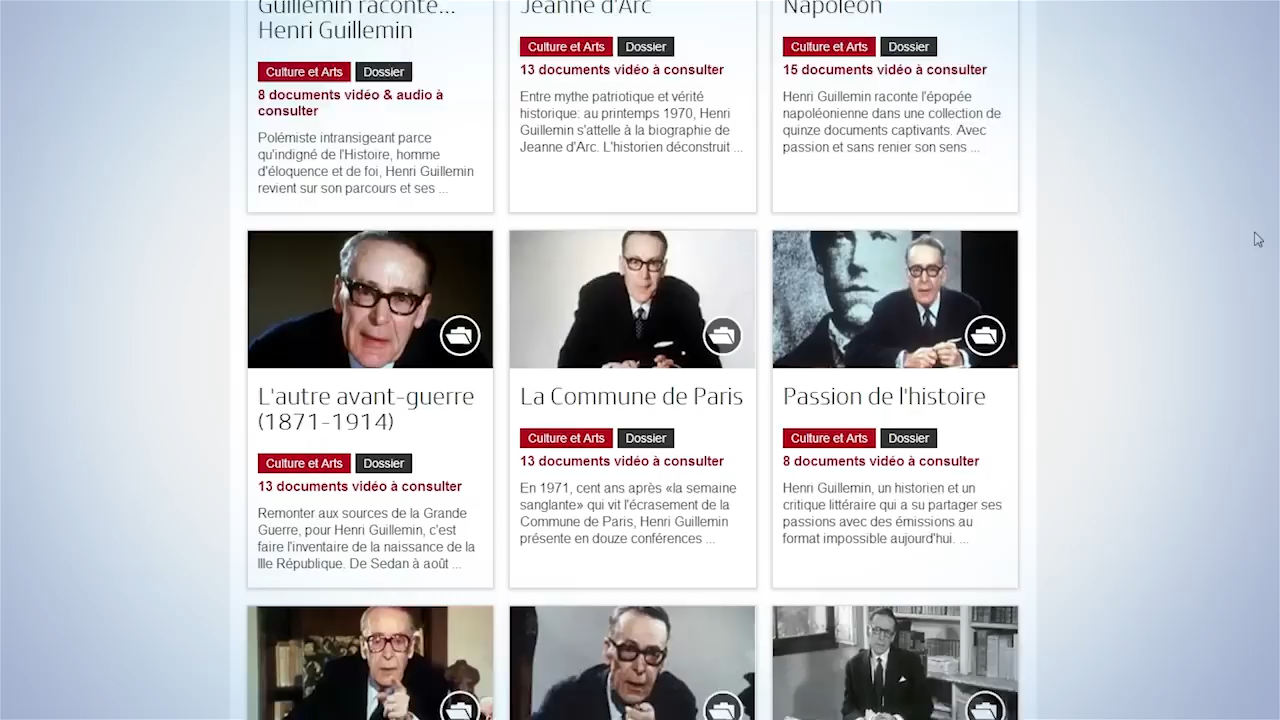 Guillemin raconte...
Henri Guillemin
Culture et Arts Dossier
8 documents vidéo & audio à
consulter
Polémiste intransigeant parce
qu'indigné de l'Histoire, homme
d'éloquence et de foi, Henri Guillemin
revient sur son parcours et ses ...
Jeanne d'Arc
Culture et Arts Dossier
13 documents vidéo à consulter
Entre mythe patriotique et vérité
historique: au printemps 1970, Henri
Guillemin s'attelle à la biographie de
Jeanne d'Arc. L'historien déconstruit ...
Napoléon
Culture et Arts Dossier
15 documents vidéo à consulter
Henri Guillemin raconte l'épopée
napoléonienne dans une collection de
quinze documents captivants. Avec
passion et sans renier son sens ...
L'autre avant-guerre
(1871-1914)
Culture et Arts Dossier
13 documents vidéo à consulter
Remonter aux sources de la Grande
Guerre, pour Henri Guillemin, c'est
faire l'inventaire de la naissance de la
IIIe République. De Sedan à août ...
La Commune de Paris
Culture et Arts Dossier
13 documents vidéo à consulter
En 1971, cent ans après «la semaine
sanglante» qui vit l'écrasement de la
Commune de Paris, Henri Guillemin
présente en douze conférences ...
Passion de l'histoire
Culture et Arts Dossier
8 documents vidéo à consulter
Henri Guillemin, un historien et un
critique littéraire qui a su partager ses
passions avec des émissions au
format impossible aujourd'hui. ...